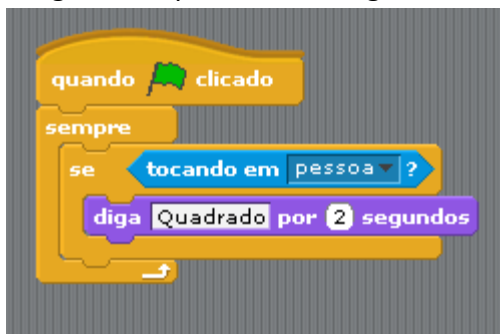 quando clicado
sempre
se tocando em pessoa ?
diga Quadrado por 2 segundos